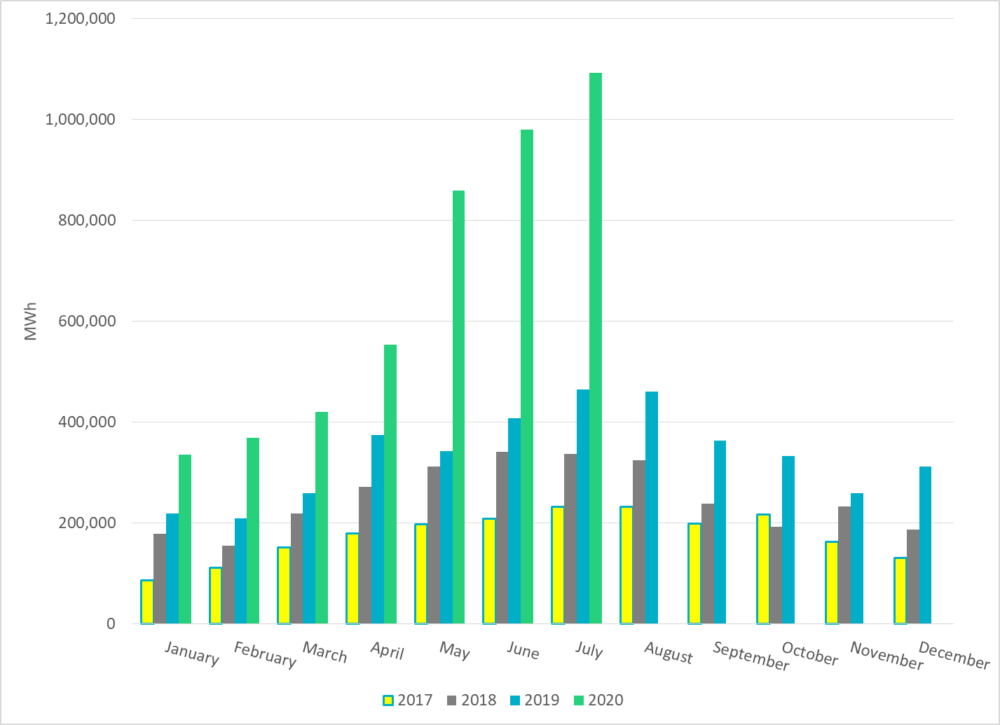 1,200,000
1,000,000
800,000
600,000
400,000
200,000
0
MWh
January February March April May June July August September October November December
2017 2018 2019 2020